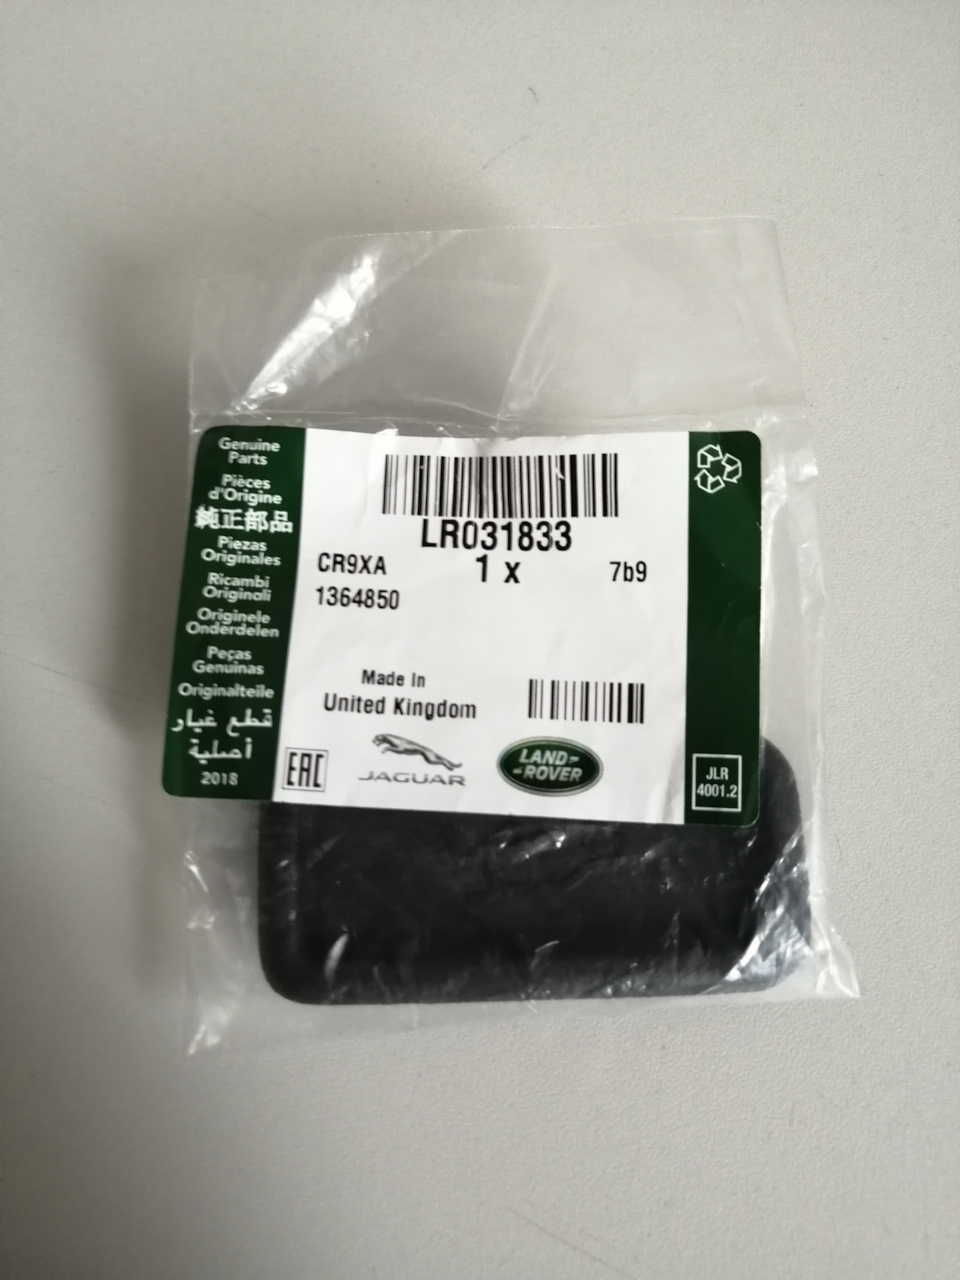 Genuine
Parts
Pièces
d'Origine
純正部品
Piezas
Originales
Ricambi
Originali
Originele
Onderdelen
Peças
Genuinas
Originalteile
قطع غيار
أصلية
2018
LR031833
CR9XA
1 x
7b9
1364850
Made In
United Kingdom
EAC
JAGUAR
LAND-
-ROVER
JLR
4001.2